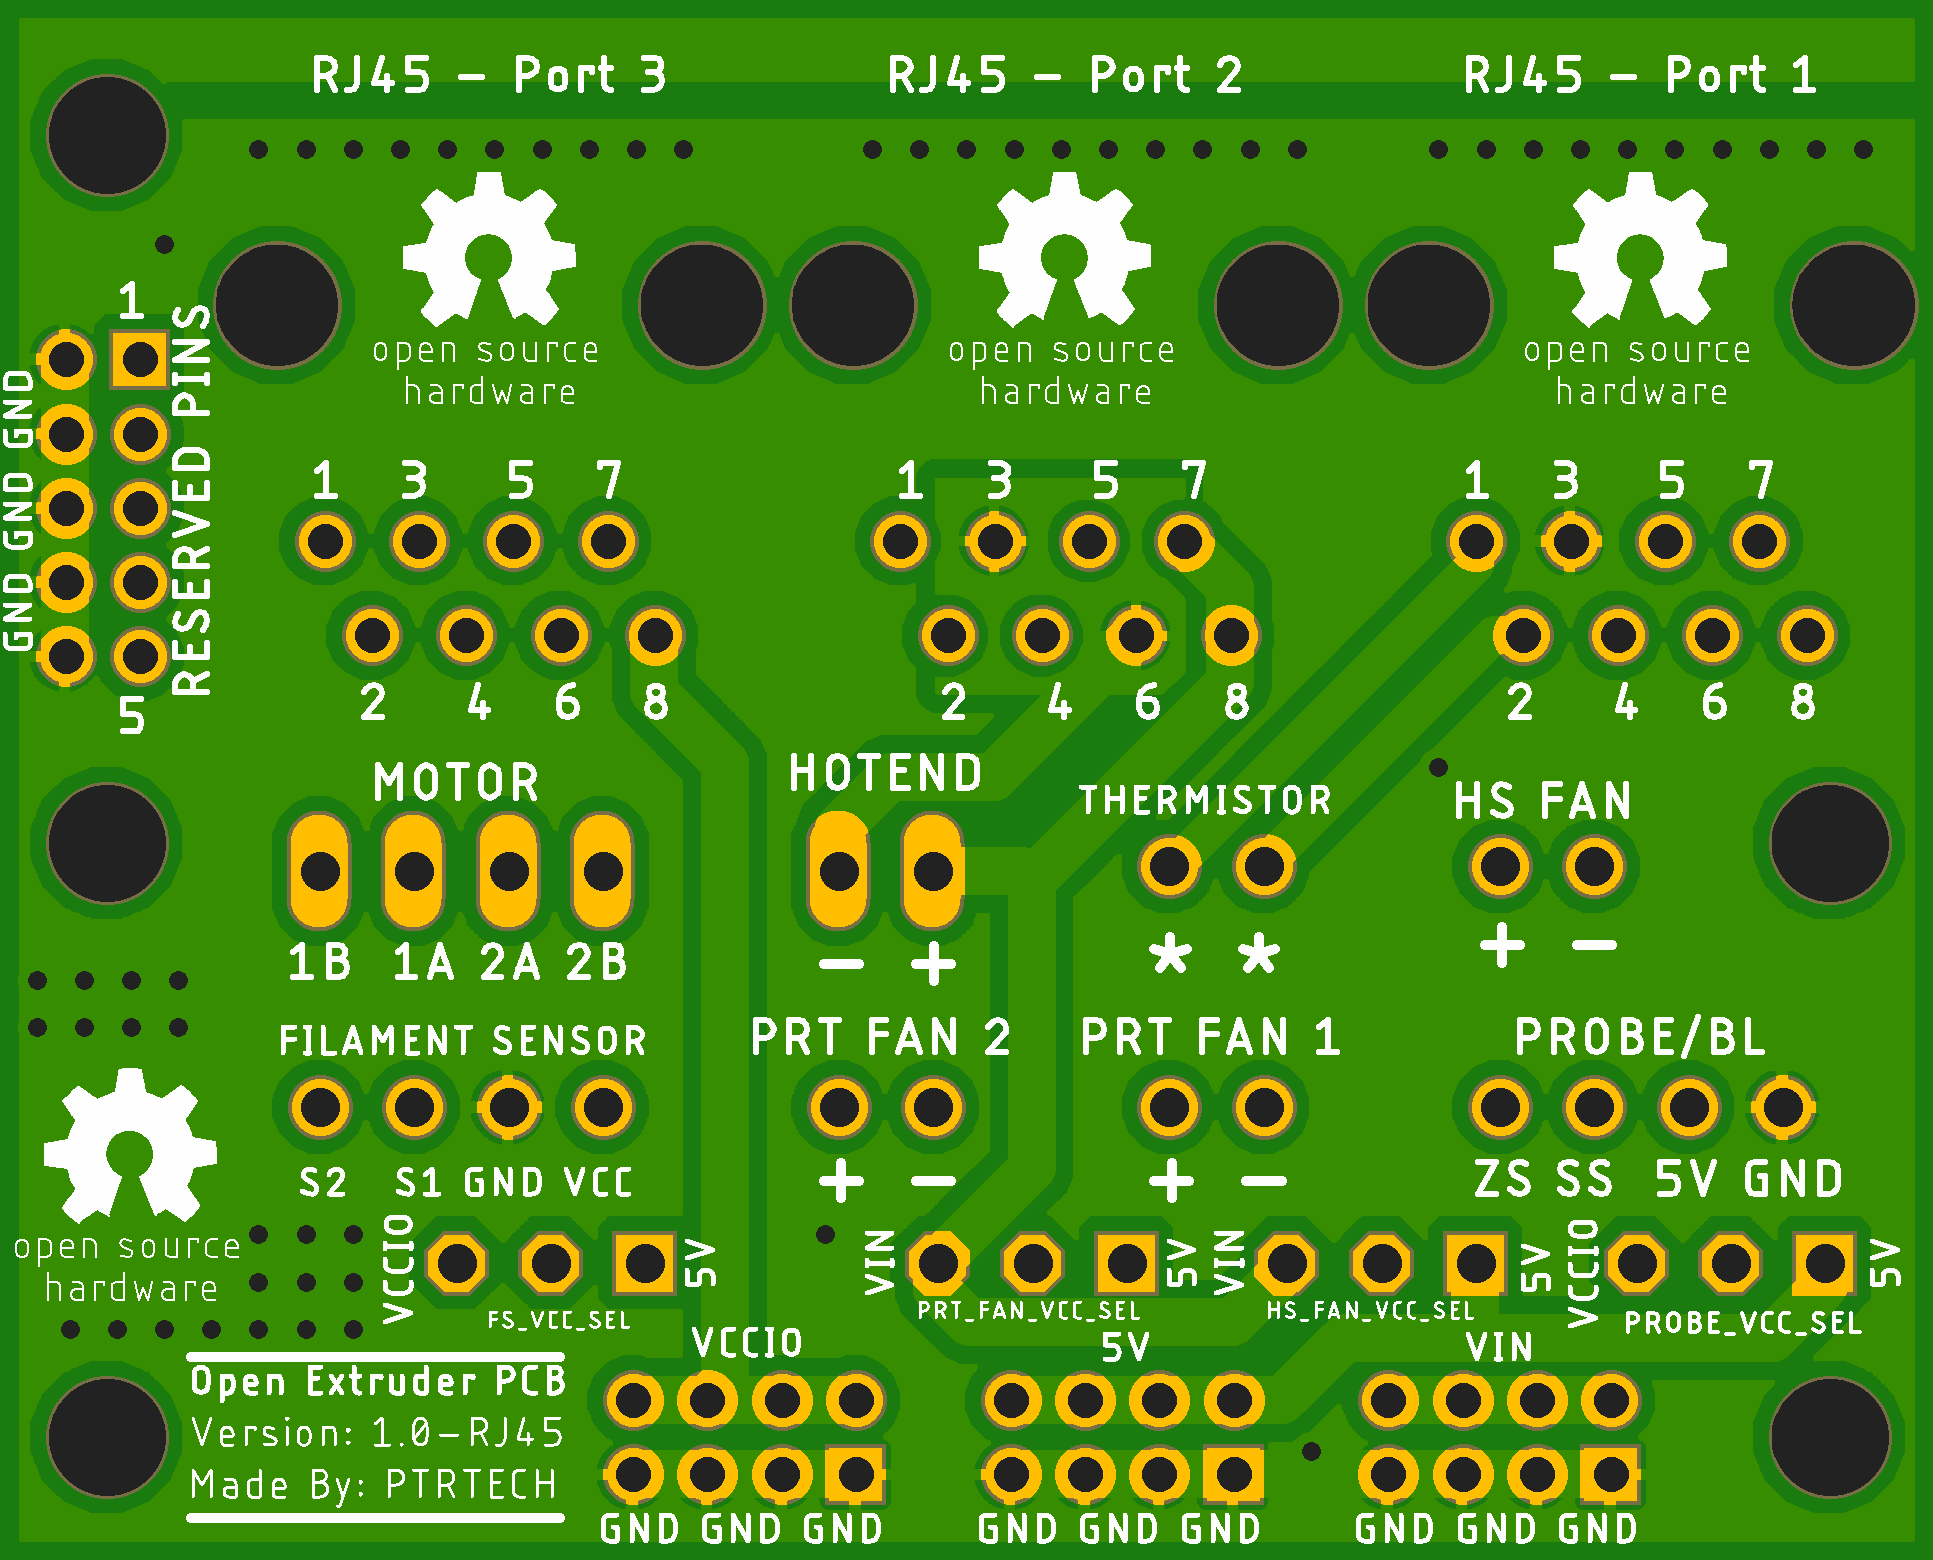 RJ45 - Port 3
RJ45 - Port 2
RJ45 - Port 1
open source
hardware
open source
hardware
open source
hardware
1
5
RESERVED PINS
GND GND GND GND
1 3 5 7
2 4 6 8
1 3 5 7
2 4 6 8
1 3 5 7
2 4 6 8
MOTOR
1B 1A 2A 2B
HOTEND
- +
THERMISTOR
* *
HS FAN
+ -
FILAMENT SENSOR
S2 S1 GND VCC
PRT FAN 2
+ -
PRT FAN 1
+ -
PROBE/BL
ZS SS 5V GND
open source
hardware
VCCIO
5V
FS_VCC_SEL
VIN
5V
PRT_FAN_VCC_SEL
VIN
5V
HS_FAN_VCC_SEL
VCCIO
5V
PROBE_VCC_SEL
Open Extruder PCB
Version: 1.0-RJ45
Made By: PTRTECH
VCCIO
GND GND GND
5V
GND GND GND
VIN
GND GND GND